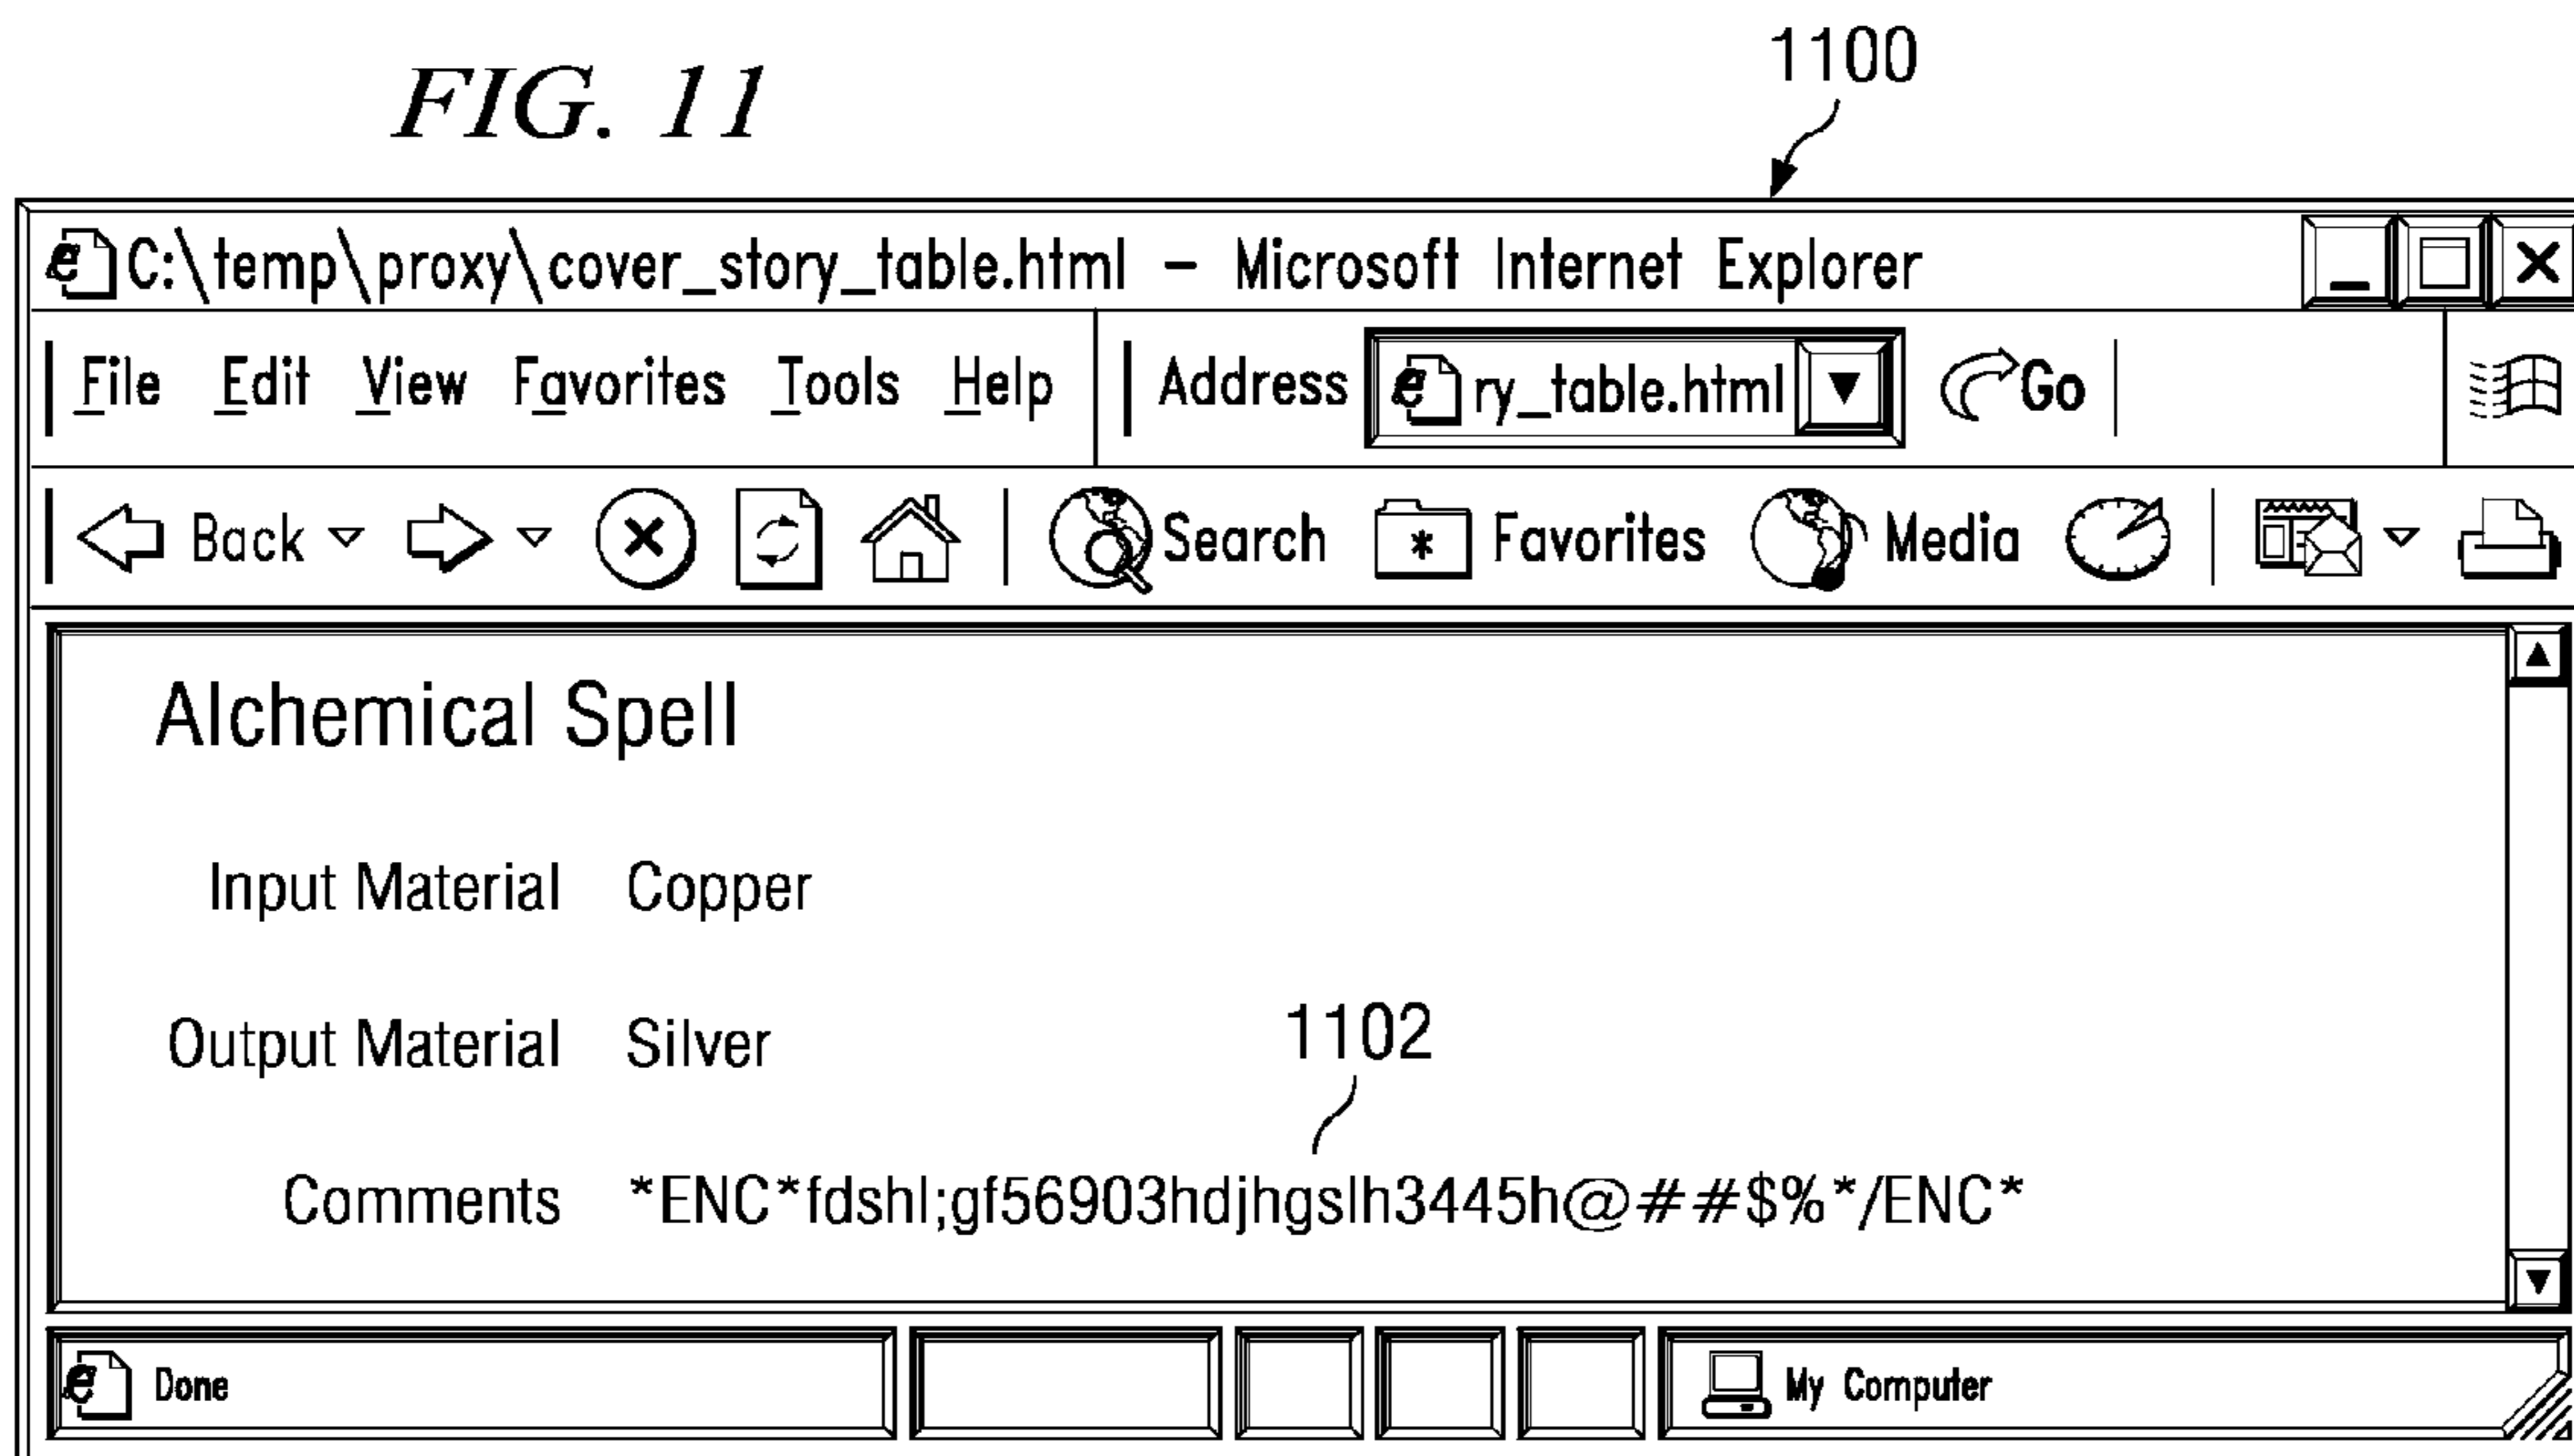 FIG. 11
1100
C:\temp\proxy\cover_story_table.html – Microsoft Internet Explorer
File Edit View Favorites Tools Help Address ry_table.html Go
Back Search Favorites Media
Alchemical Spell
Input Material Copper
Output Material Silver
1102
Comments *ENC*fdshl;gf56903hdjhgslh3445h@##$%*/ENC*
Done My Computer